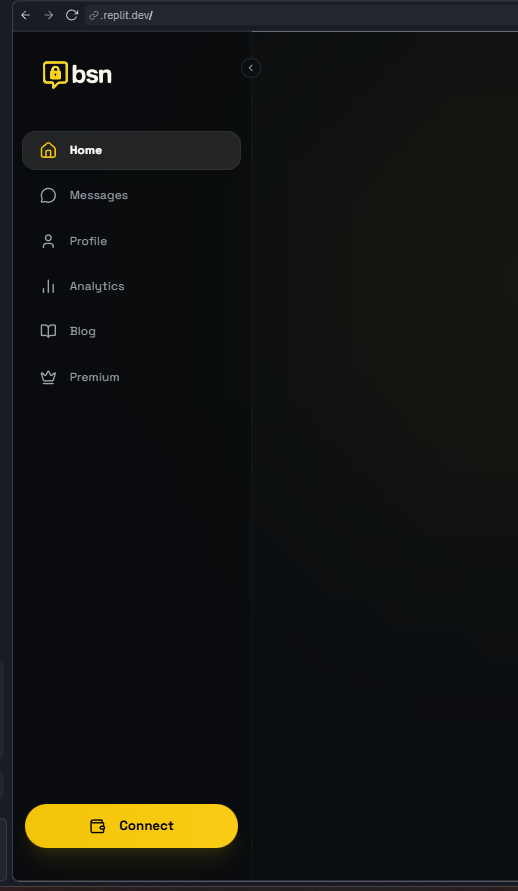 .replit.dev/
bsn
Home
Messages
Profile
Analytics
Blog
Premium
Connect